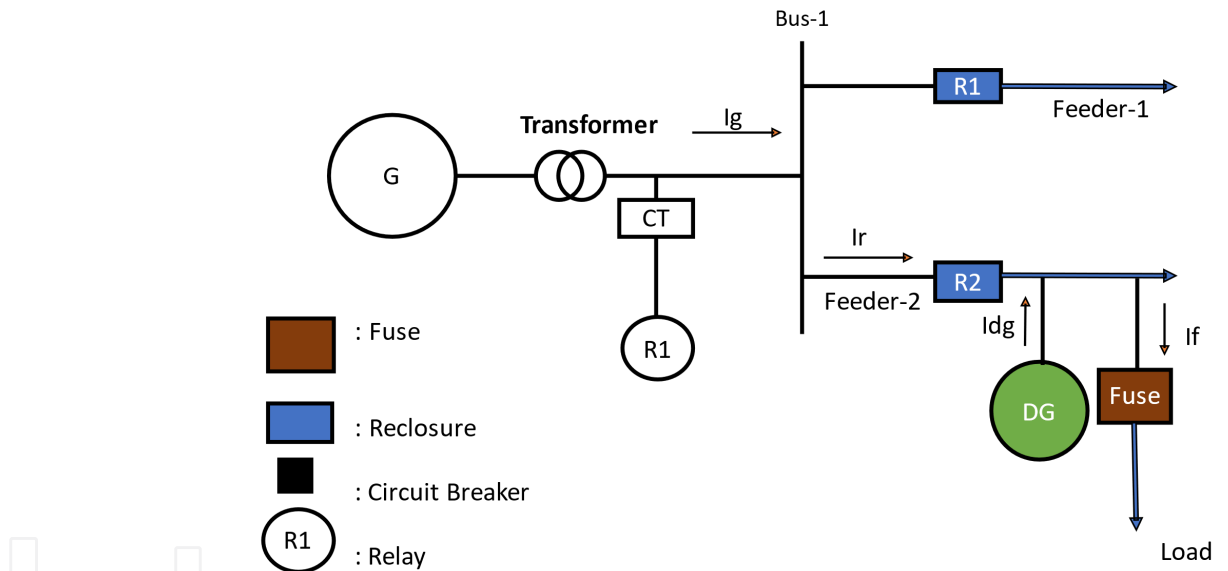 Bus-1
R1
Feeder-1
Transformer
Ig
G
CT
Ir
R2
Feeder-2
Idg
If
R1
DG
Fuse
Load
: Fuse
: Reclosure
: Circuit Breaker
R1
: Relay